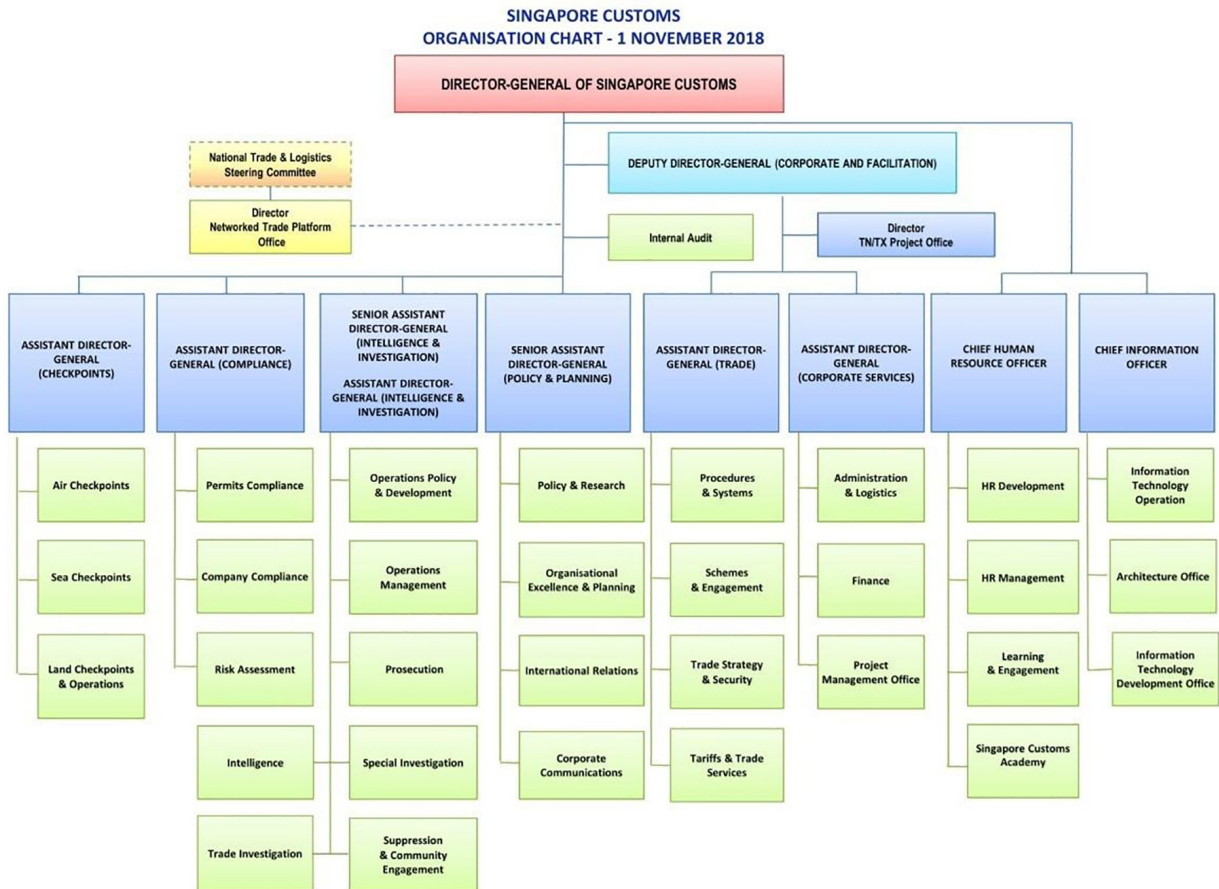 SINGAPORE CUSTOMS
ORGANISATION CHART - 1 NOVEMBER 2018
DIRECTOR-GENERAL OF SINGAPORE CUSTOMS
National Trade & Logistics
Steering Committee
DEPUTY DIRECTOR-GENERAL (CORPORATE AND FACILITATION)
Director
Networked Trade Platform
Office
Internal Audit
Director
TN/TX Project Office
ASSISTANT DIRECTOR-
GENERAL
(CHECKPOINTS)
ASSISTANT DIRECTOR-
GENERAL (COMPLIANCE)
SENIOR ASSISTANT
DIRECTOR-GENERAL
(INTELLIGENCE &
INVESTIGATION)
ASSISTANT DIRECTOR-
GENERAL (INTELLIGENCE &
INVESTIGATION)
SENIOR ASSISTANT
DIRECTOR-GENERAL
(POLICY & PLANNING)
ASSISTANT DIRECTOR-
GENERAL (TRADE)
ASSISTANT DIRECTOR-
GENERAL
(CORPORATE SERVICES)
CHIEF HUMAN
RESOURCE OFFICER
CHIEF INFORMATION
OFFICER
Air Checkpoints
Sea Checkpoints
Land Checkpoints
& Operations
Permits Compliance
Company Compliance
Risk Assessment
Intelligence
Trade Investigation
Operations Policy
& Development
Operations
Management
Prosecution
Special Investigation
Suppression
& Community
Engagement
Policy & Research
Organisational
Excellence & Planning
International Relations
Corporate
Communications
Procedures
& Systems
Schemes
& Engagement
Trade Strategy
& Security
Tariffs & Trade
Services
Administration
& Logistics
Finance
Project
Management Office
HR Development
HR Management
Learning
& Engagement
Singapore Customs
Academy
Information
Technology
Operation
Architecture Office
Information
Technology
Development Office